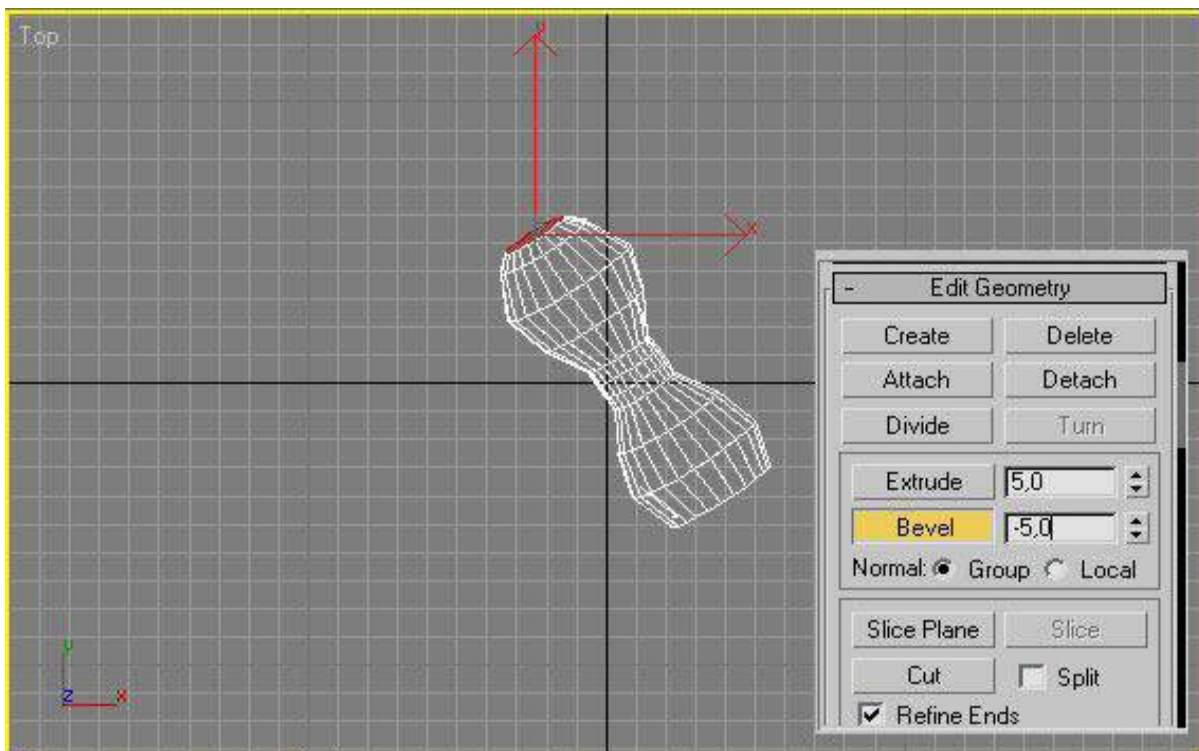 Top
y
x
- Edit Geometry
Create Delete
Attach Detach
Divide Turn
Extrude 5,0
Bevel -5,0
Normal: Group Local
Slice Plane Slice
Cut Split
Refine Ends
y
z x